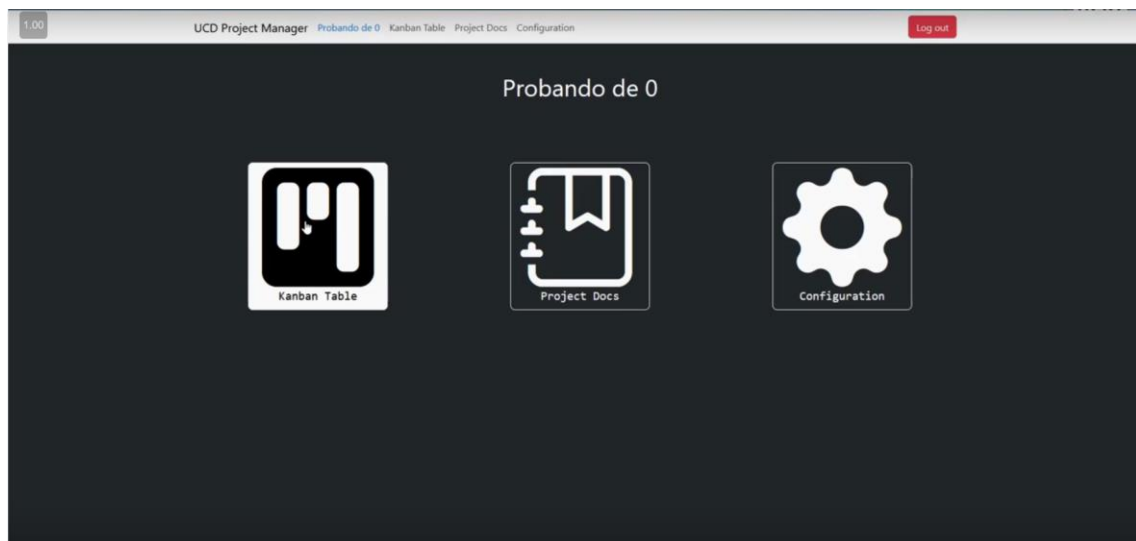 1.00
UCD Project Manager Probando de 0 Kanban Table Project Docs Configuration Log out
Probando de 0
Kanban Table Project Docs Configuration